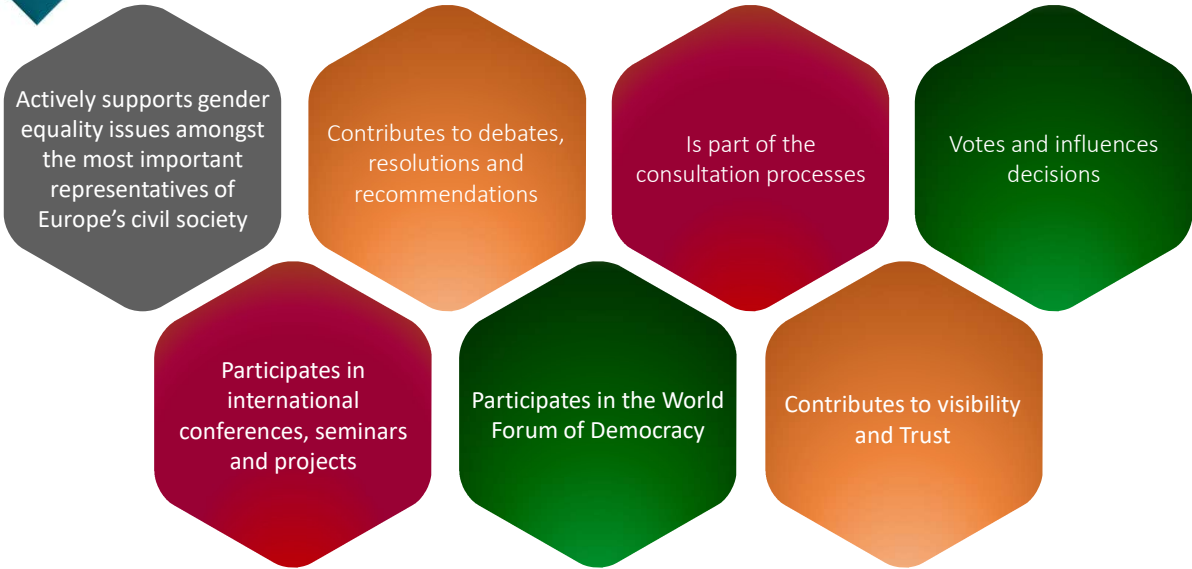 Actively supports gender
equality issues amongst
the most important
representatives of
Europe’s civil society
Contributes to debates,
resolutions and
recommendations
Is part of the
consultation processes
Votes and influences
decisions
Participates in
international
conferences, seminars
and projects
Participates in the World
Forum of Democracy
Contributes to visibility
and Trust